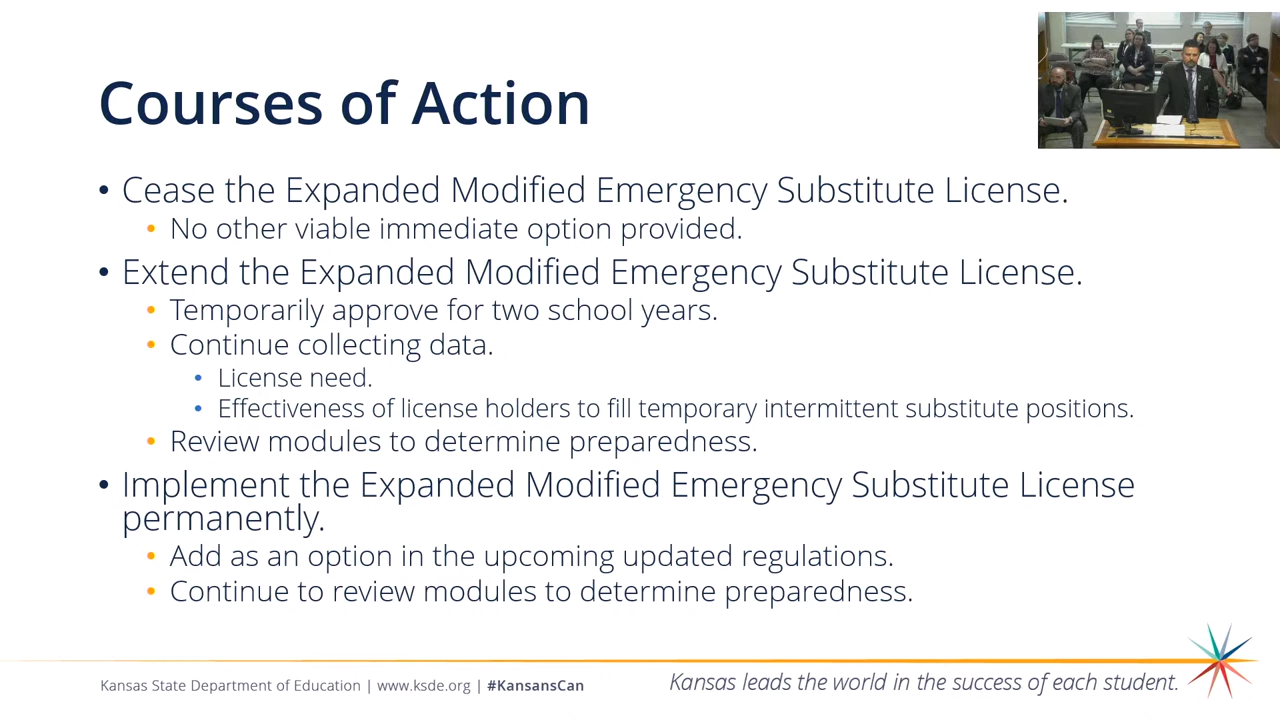 Courses of Action
• Cease the Expanded Modified Emergency Substitute License.
• No other viable immediate option provided.
• Extend the Expanded Modified Emergency Substitute License.
• Temporarily approve for two school years.
• Continue collecting data.
• License need.
• Effectiveness of license holders to fill temporary intermittent substitute positions.
• Review modules to determine preparedness.
• Implement the Expanded Modified Emergency Substitute License
permanently.
• Add as an option in the upcoming updated regulations.
• Continue to review modules to determine preparedness.
Kansas State Department of Education | www.ksde.org | #KansansCan
Kansas leads the world in the success of each student.